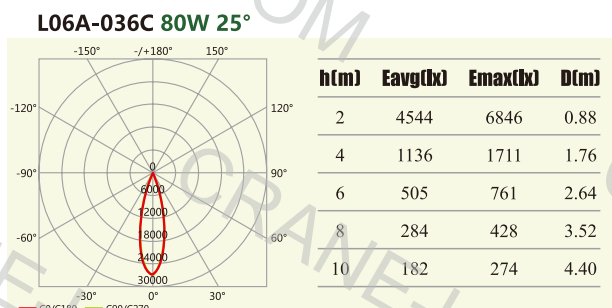 L06A-036C 80W 25°
-150° -/+180° 150°
-120° 120°
-90° 90°
-60° 60°
-30° 0° 30°
0
6000
12000
18000
24000
30000
h(m) Eavg(lx) Emax(lx) D(m)
2 4544 6846 0.88
4 1136 1711 1.76
6 505 761 2.64
8 284 428 3.52
10 182 274 4.40
CRANE-
OM